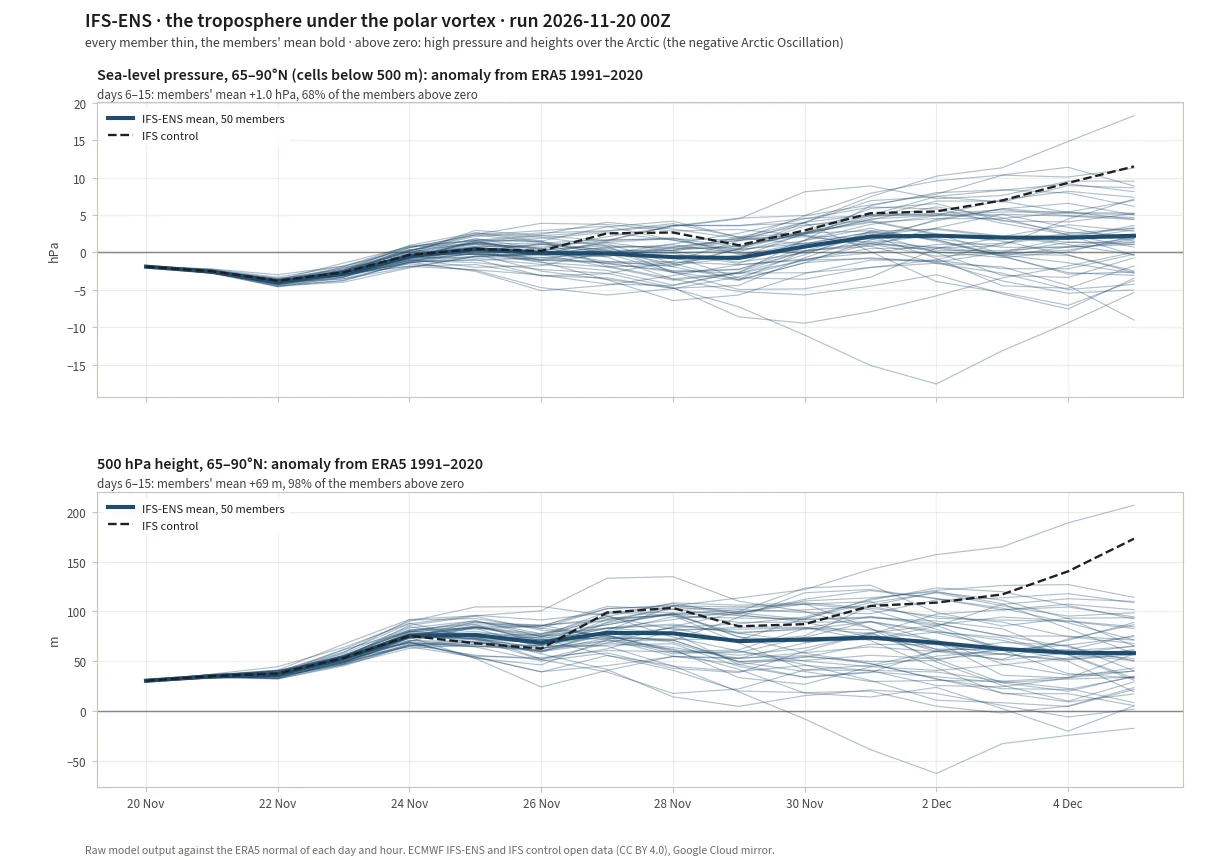 IFS-ENS · the troposphere under the polar vortex · run 2026-11-20 00Z
every member thin, the members' mean bold · above zero: high pressure and heights over the Arctic (the negative Arctic Oscillation)
Sea-level pressure, 65–90°N (cells below 500 m): anomaly from ERA5 1991–2020
days 6–15: members' mean +1.0 hPa, 68% of the members above zero
IFS-ENS mean, 50 members
IFS control
hPa
20
15
10
5
0
−5
−10
−15
500 hPa height, 65–90°N: anomaly from ERA5 1991–2020
days 6–15: members' mean +69 m, 98% of the members above zero
IFS-ENS mean, 50 members
IFS control
m
200
150
100
50
0
−50
20 Nov 22 Nov 24 Nov 26 Nov 28 Nov 30 Nov 2 Dec 4 Dec
Raw model output against the ERA5 normal of each day and hour. ECMWF IFS-ENS and IFS control open data (CC BY 4.0), Google Cloud mirror.